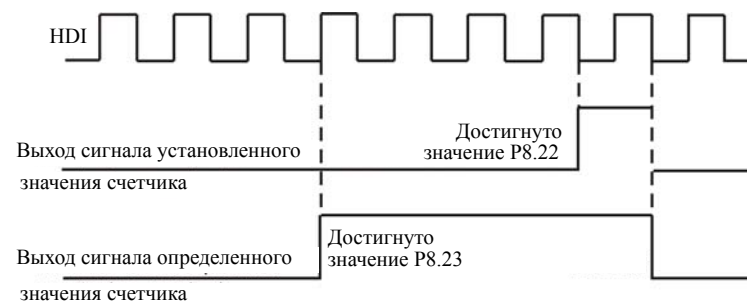 HDI
Достигнуто
значение P8.22
Выход сигнала установленного
значения счетчика
Достигнуто
значение P8.23
Выход сигнала определенного
значения счетчика